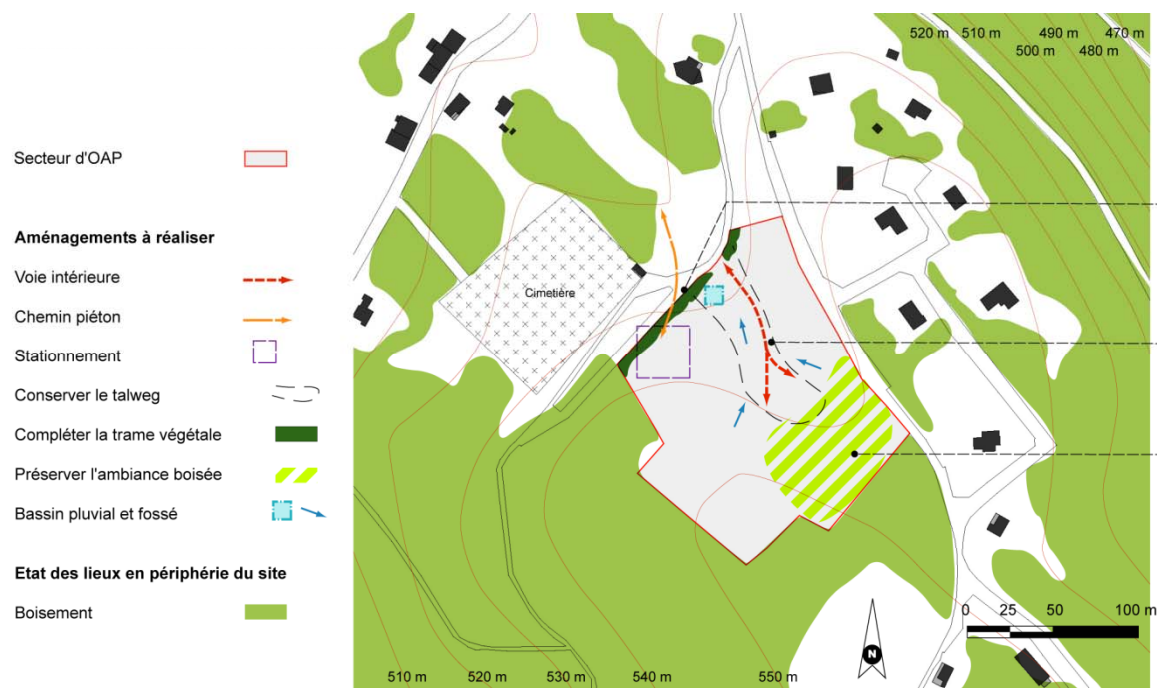 520 m 510 m 490 m 470 m
500 m 480 m
Secteur d'OAP
Aménagements à réaliser
Voie intérieure
Chemin piéton
Stationnement
Conserver le talweg
Compléter la trame végétale
Préserver l'ambiance boisée
Bassin pluvial et fossé
Etat des lieux en périphérie du site
Boisement
Cimetière
N
0 25 50 100 m
510 m 520 m 530 m 540 m 550 m